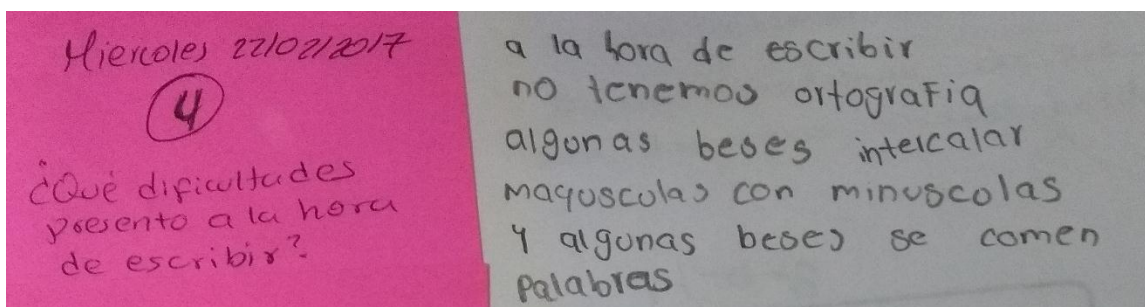 Miercoles 22/02/2017
4
¿Qué dificultades
presento a la hora
de escribir?
a la hora de escribir
no tenemos ortografia
algunas beses intercalar
mayusculas con minusculas
y algunas beses se comen
palabras